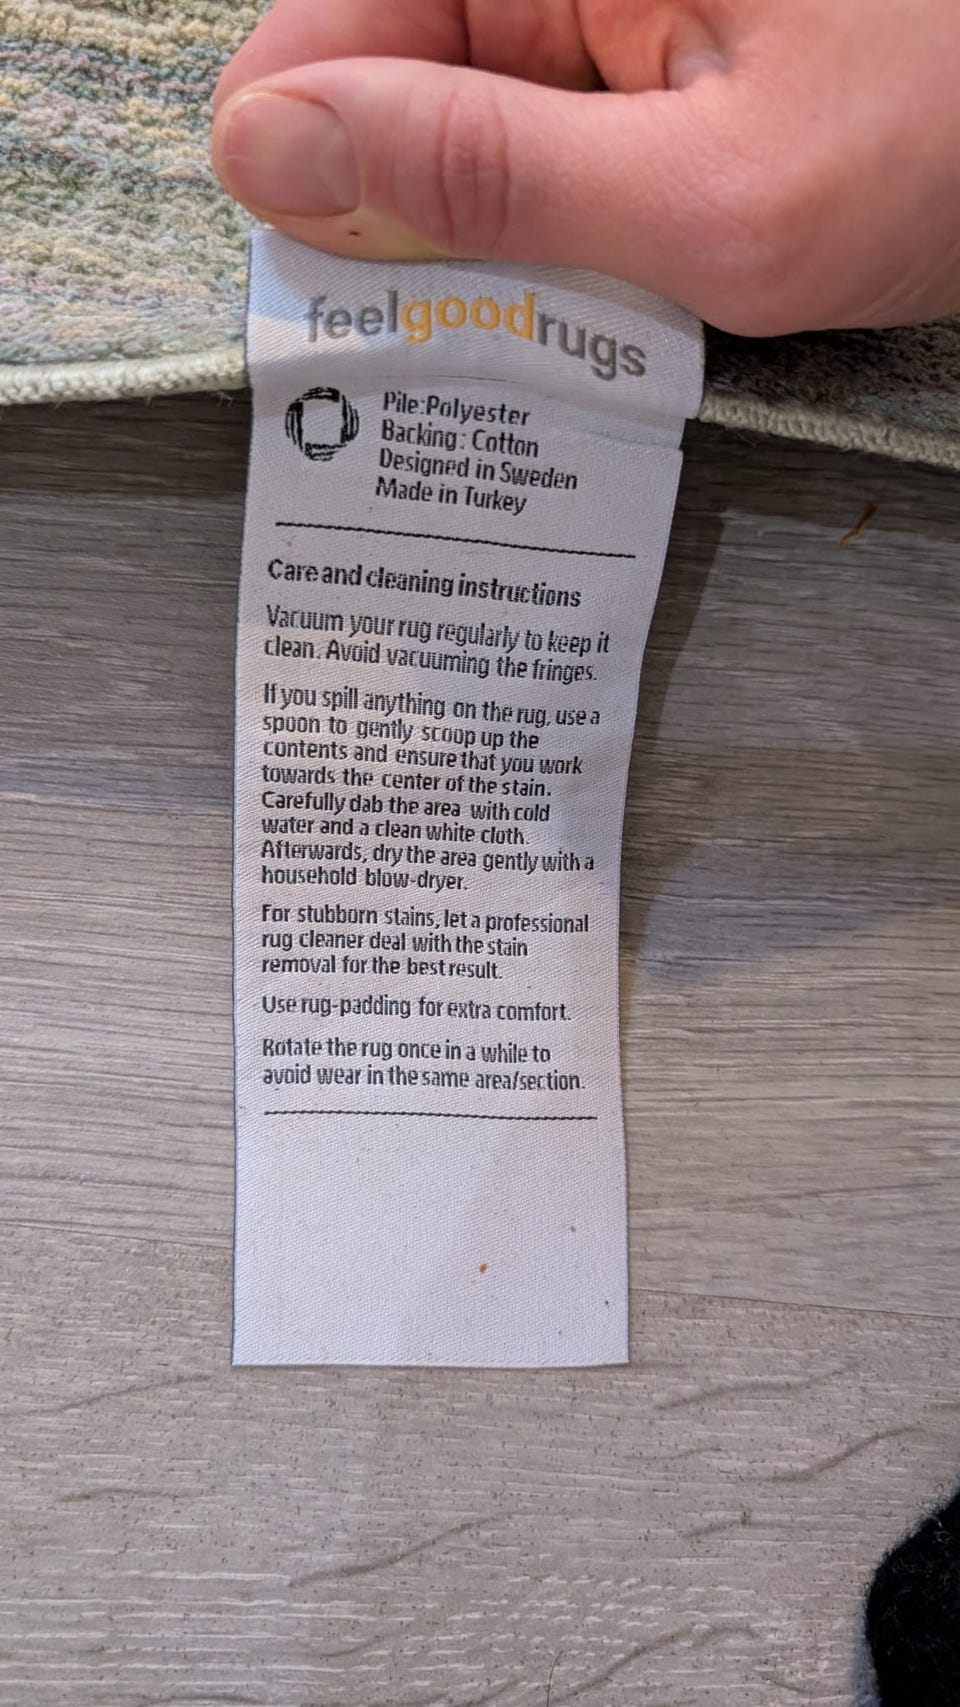 feelgoodrugs
Pile:Polyester
Backing: Cotton
Designed in Sweden
Made in Turkey
Care and cleaning instructions
Vacuum your rug regularly to keep it
clean. Avoid vacuuming the fringes.
If you spill anything on the rug, use a
spoon to gently scoop up the
contents and ensure that you work
towards the center of the stain.
Carefully dab the area with cold
water and a clean white cloth.
Afterwards, dry the area gently with a
household blow-dryer.
For stubborn stains, let a professional
rug cleaner deal with the stain
removal for the best result.
Use rug-padding for extra comfort.
Rotate the rug once in a while to
avoid wear in the same area/section.